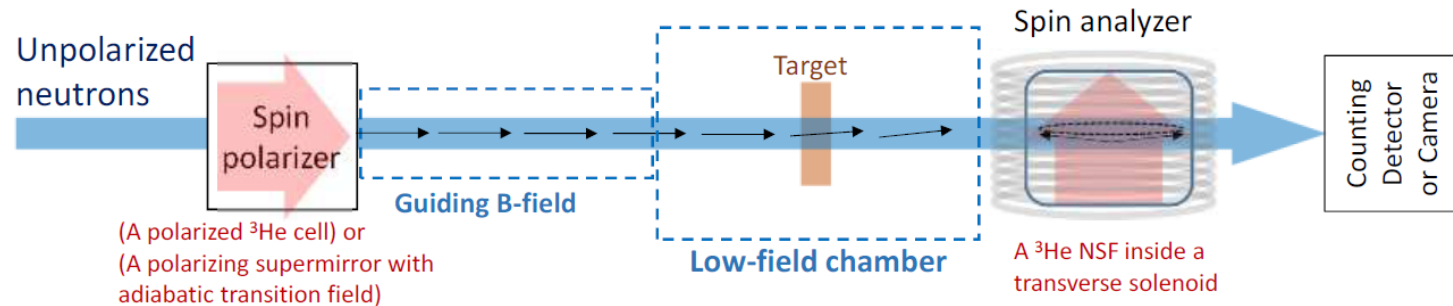 Unpolarized
neutrons
Spin
polarizer
(A polarized ³He cell) or
(A polarizing supermirror with
adiabatic transition field)
Guiding B-field
Target
Low-field chamber
Spin analyzer
A ³He NSF inside a
transverse solenoid
Counting
Detector
or Camera